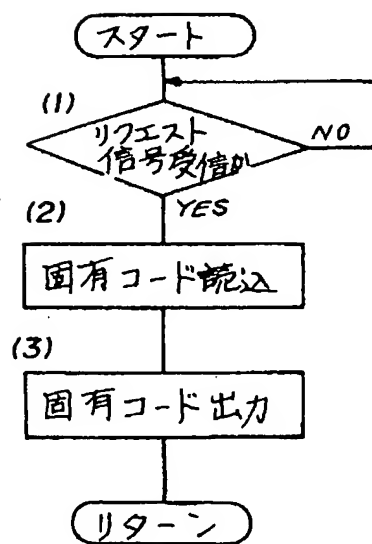 スタート
(1)
リクエスト
信号受信か
NO
YES
(2)
固有コード読込
(3)
固有コード出力
リターン